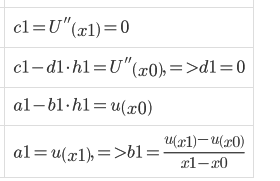 c1=U″(x1)=0
c1−d1·h1=U″(x0),=>d1=0
a1−b1·h1=u(x0)
a1=u(x1),=>b1=u(x1)−u(x0)/x1−x0